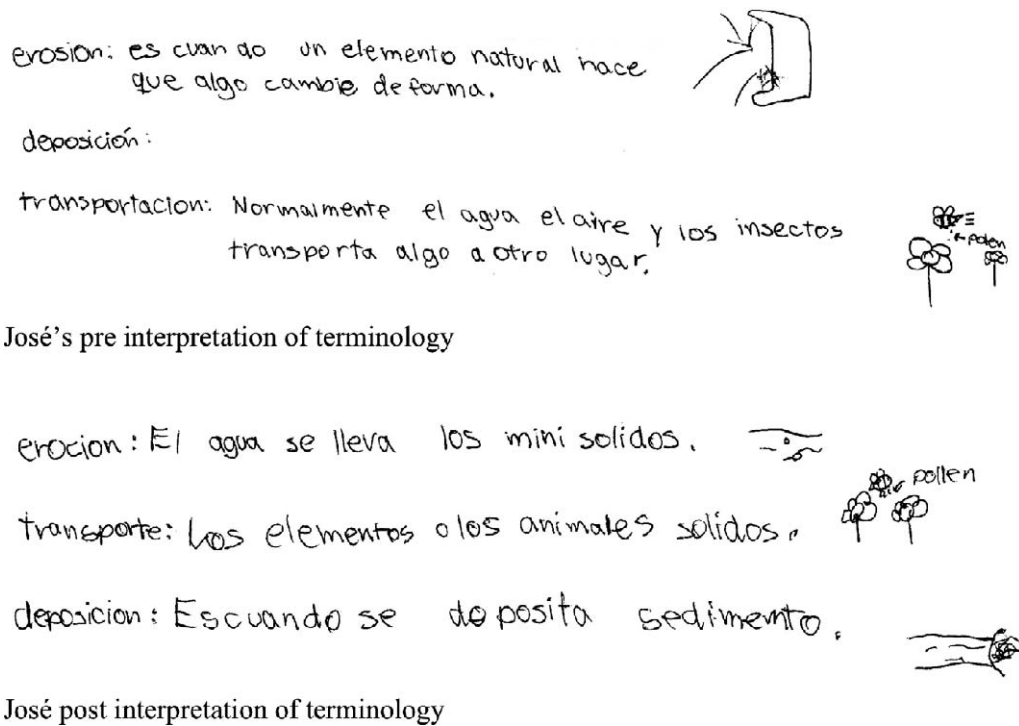 erosion: es cuando un elemento natural hace
que algo cambie de forma.
deposición:
transportacion: Normalmente el agua el aire y los insectos
transporta algo a otro lugar.
polen
José's pre interpretation of terminology
erocion: El agua se lleva los mini solidos.
pollen
transporte: Los elementos o los animales solidos.
deposicion: Es cuando se deposita sedimento.
José post interpretation of terminology